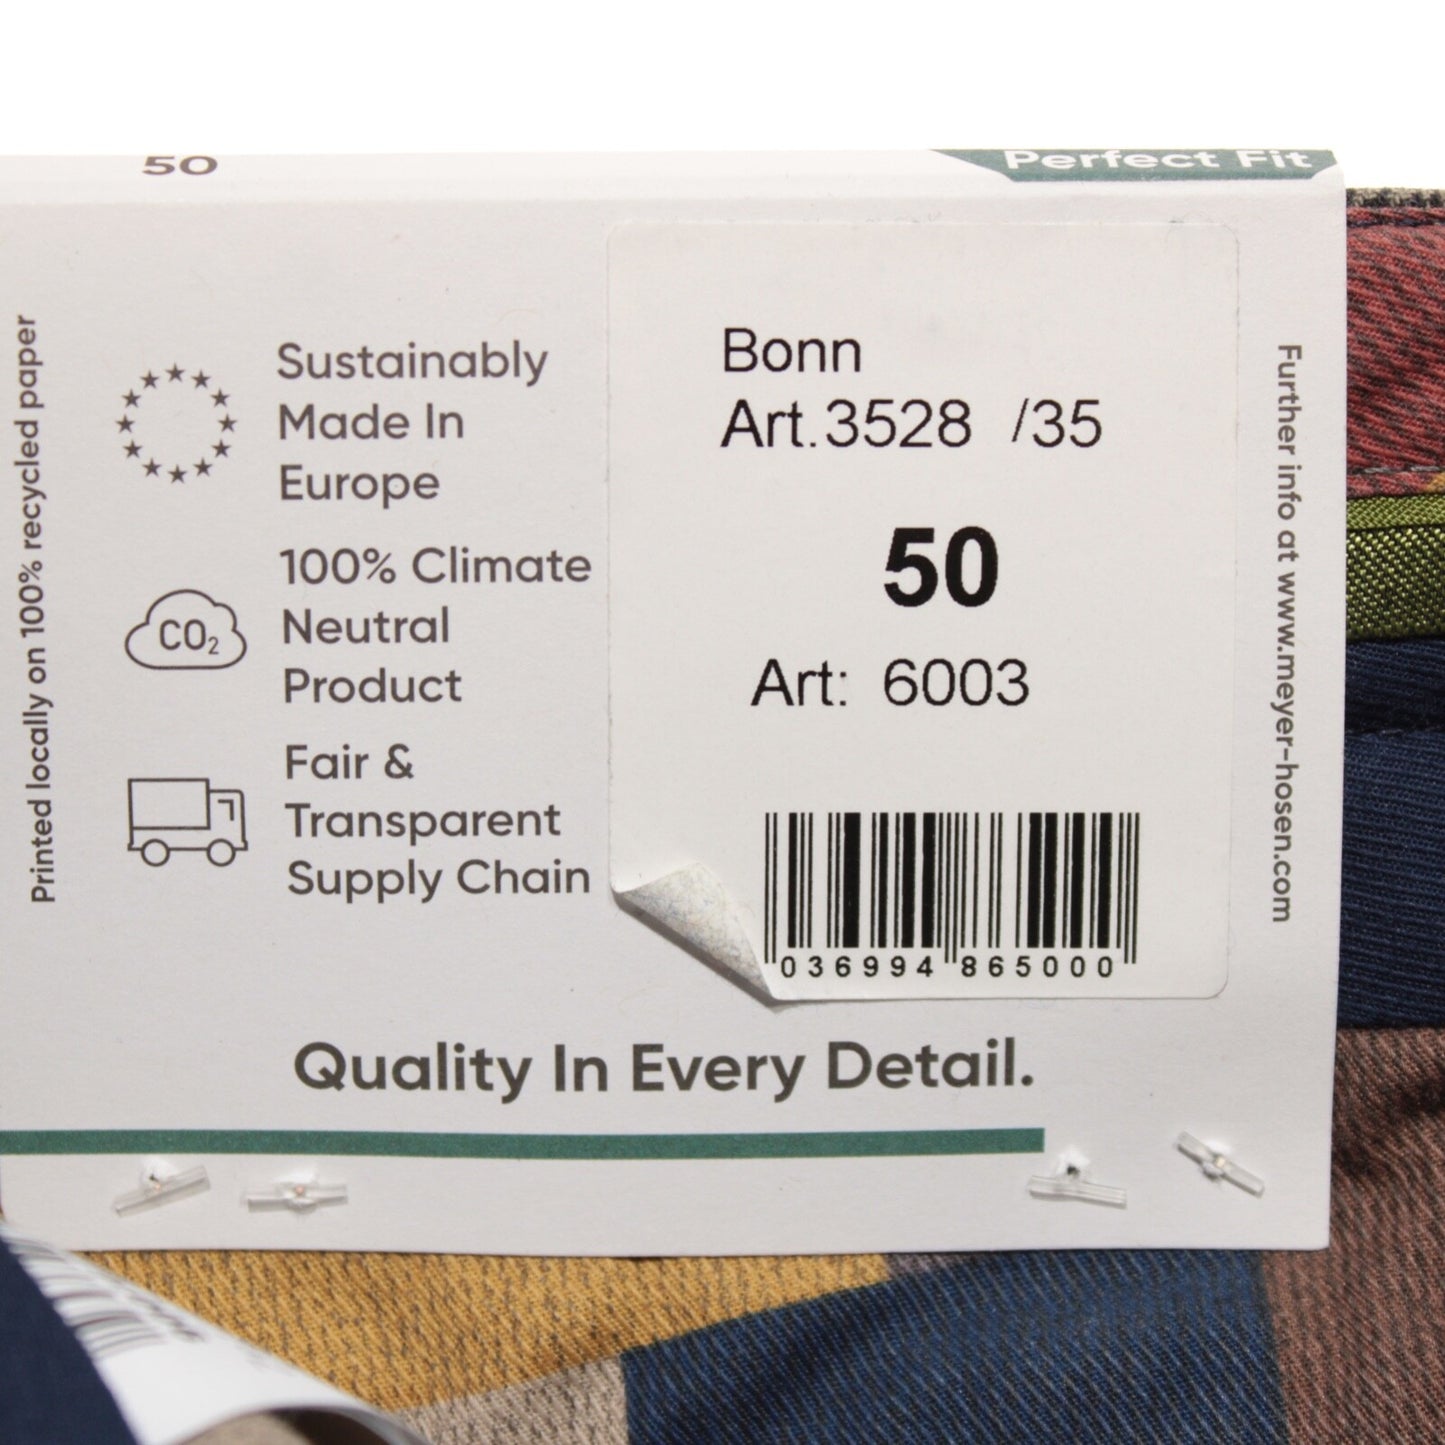 50
Perfect Fit
Printed locally on 100% recycled paper
Sustainably
Made In
Europe
CO₂
100% Climate
Neutral
Product
Fair &
Transparent
Supply Chain
Bonn
Art.3528 /35
50
Art: 6003
036994 865000
Further info at www.meyer-hosen.com
Quality In Every Detail.